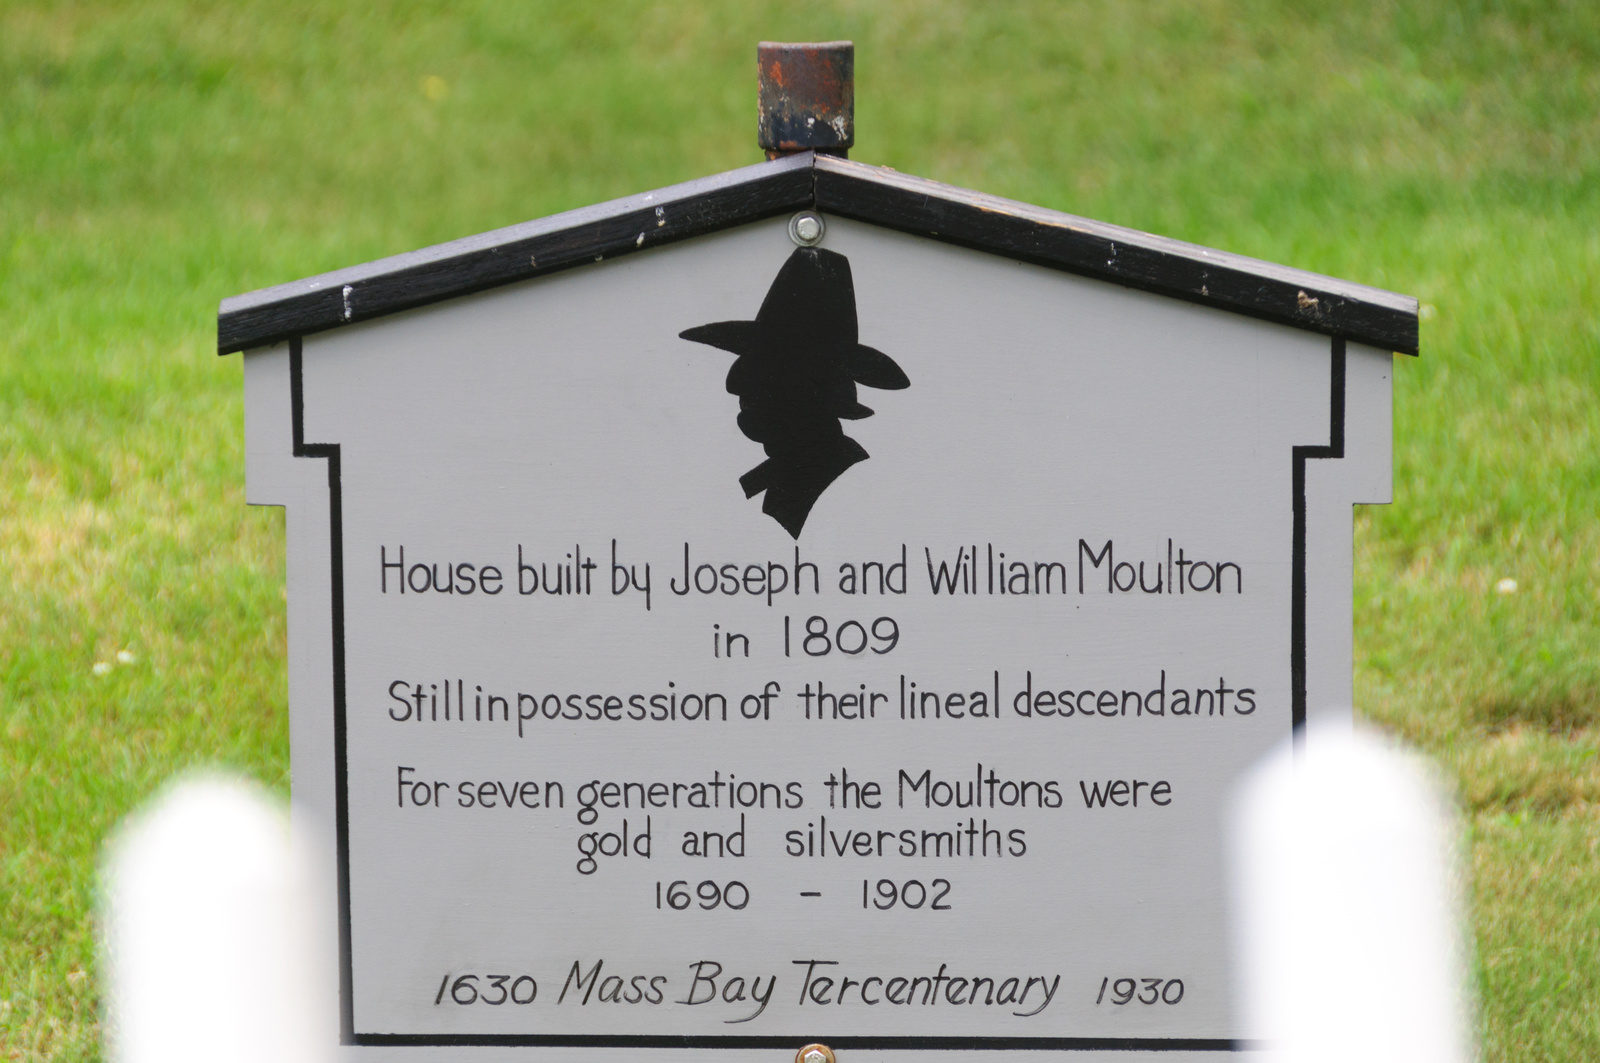 House built by Joseph and William Moulton
in 1809
Still in possession of their lineal descendants
For seven generations the Moultons were
gold and silversmiths
1690 - 1902
1630 Mass Bay Tercentenary 1930